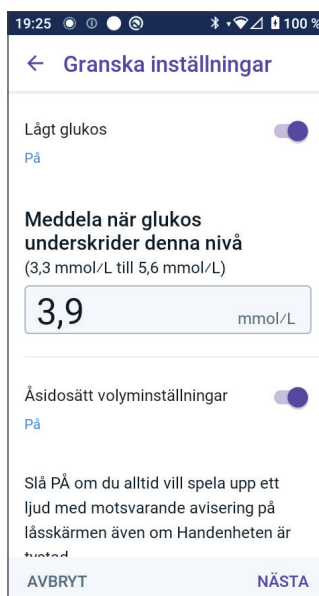 19:25 100 %
Granska inställningar
Lågt glukos
På
Meddela när glukos
underskrider denna nivå
(3,3 mmol/L till 5,6 mmol/L)
3,9 mmol/L
Åsidosätt volyminställningar
På
Slå PÅ om du alltid vill spela upp ett
ljud med motsvarande avisering på
låsskärmen även om Handenheten är
AVBRYT NÄSTA